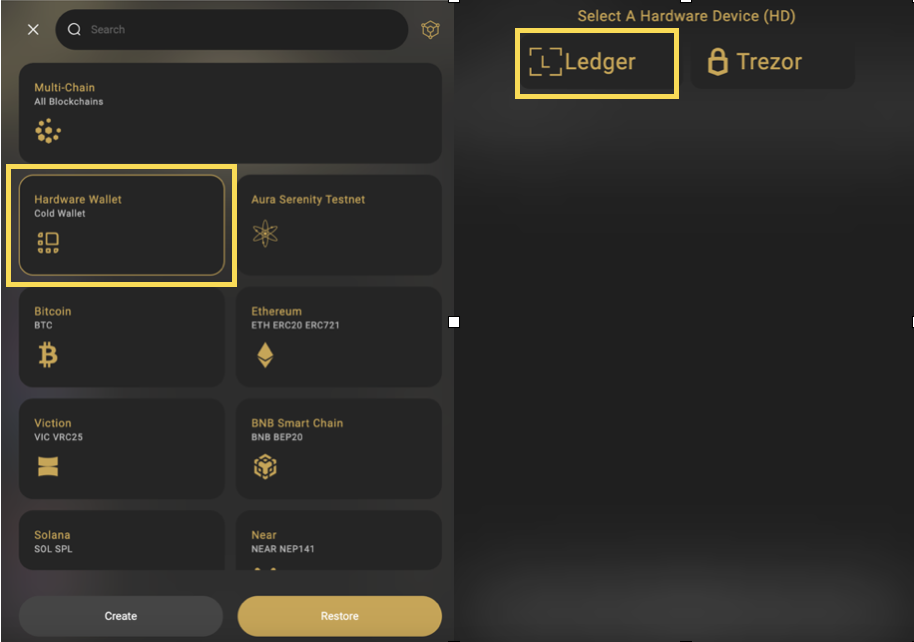 Search
Multi-Chain
All Blockchains
Hardware Wallet
Cold Wallet
Aura Serenity Testnet
Bitcoin
BTC
Ethereum
ETH ERC20 ERC721
Viction
VIC VRC25
BNB Smart Chain
BNB BEP20
Solana
SOL SPL
Near
NEAR NEP141
Create
Restore
Select A Hardware Device (HD)
Ledger
Trezor